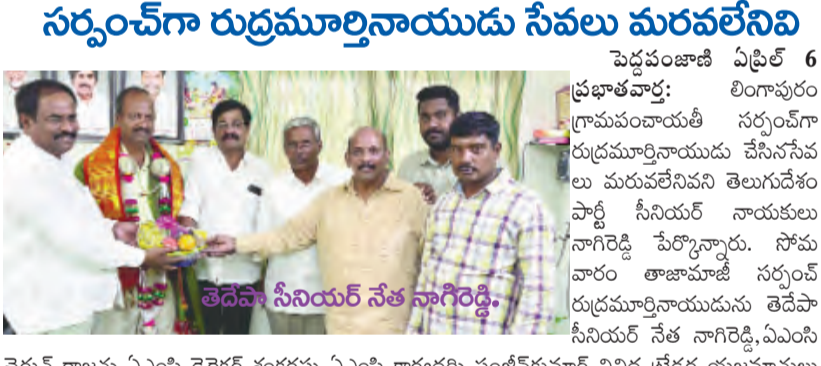 సర్పంచ్‌గా రుద్రమూర్తినాయుడు సేవలు మరవలేనివి
పెద్దపంజాణి ఏప్రిల్ 6
ప్రభాతవార్త: లింగాపురం
గ్రామపంచాయతీ సర్పంచ్‌గా
రుద్రమూర్తినాయుడు చేసినసేవ
లు మరువలేనివని తెలుగుదేశం
పార్టీ సీనియర్ నాయకులు
నాగిరెడ్డి పేర్కొన్నారు. సోమ
వారం తాజామాజీ సర్పంచ్
రుద్రమూర్తినాయుడును తెదేపా
సీనియర్ నేత నాగిరెడ్డి,ఏఎంసి
తెదేపా సీనియర్ నేత నాగిరెడ్డి.